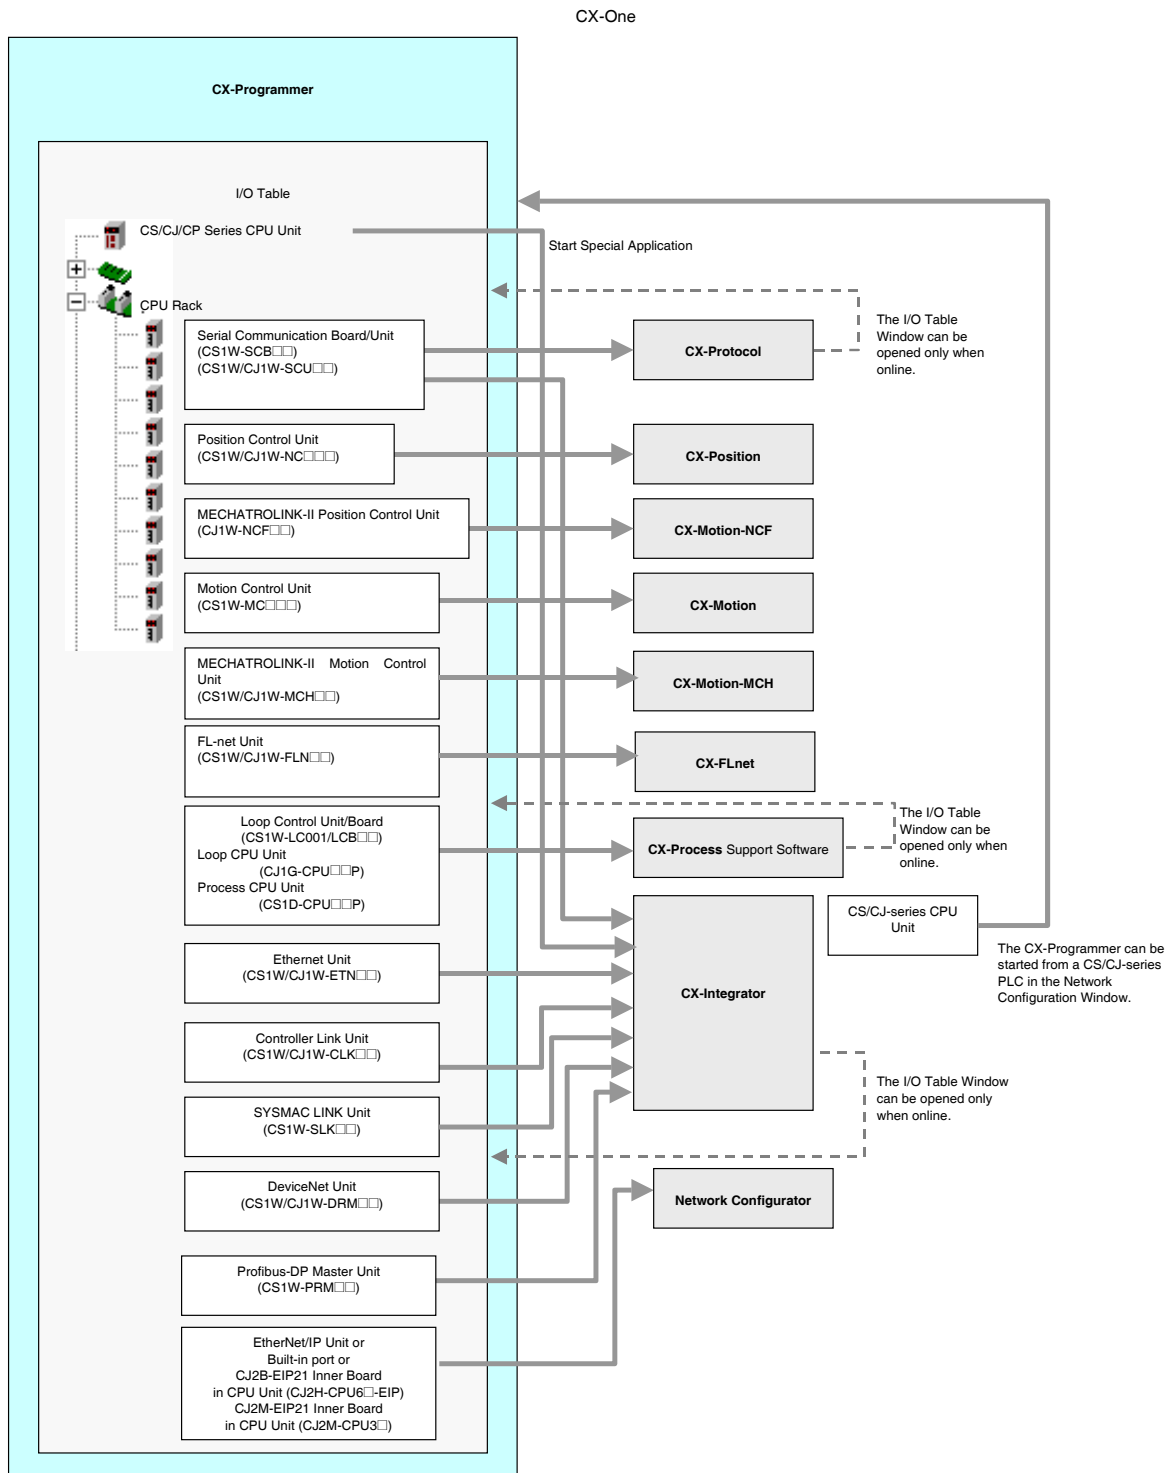 CX-One
CX-Programmer
I/O Table
CS/CJ/CP Series CPU Unit
Start Special Application
CPU Rack
Serial Communication Board/Unit
(CS1W-SCB□□)
(CS1W/CJ1W-SCU□□)
CX-Protocol
The I/O Table
Window can be
opened only when
online.
Position Control Unit
(CS1W/CJ1W-NC□□□)
CX-Position
MECHATROLINK-II Position Control Unit
(CJ1W-NCF□□)
CX-Motion-NCF
Motion Control Unit
(CS1W-MC□□□)
CX-Motion
MECHATROLINK-II Motion Control
Unit
(CS1W/CJ1W-MCH□□)
CX-Motion-MCH
FL-net Unit
(CS1W/CJ1W-FLN□□)
CX-FLnet
Loop Control Unit/Board
(CS1W-LC001/LCB□□)
Loop CPU Unit
(CJ1G-CPU□□P)
Process CPU Unit
(CS1D-CPU□□P)
CX-Process Support Software
The I/O Table
Window can be
opened only when
online.
Ethernet Unit
(CS1W/CJ1W-ETN□□)
CX-Integrator
CS/CJ-series CPU
Unit
The CX-Programmer can be
started from a CS/CJ-series
PLC in the Network
Configuration Window.
Controller Link Unit
(CS1W/CJ1W-CLK□□)
SYSMAC LINK Unit
(CS1W-SLK□□)
The I/O Table Window
can be opened only
when online.
DeviceNet Unit
(CS1W/CJ1W-DRM□□)
Network Configurator
Profibus-DP Master Unit
(CS1W-PRM□□)
EtherNet/IP Unit or
Built-in port or
CJ2B-EIP21 Inner Board
in CPU Unit (CJ2H-CPU6□-EIP)
CJ2M-EIP21 Inner Board
in CPU Unit (CJ2M-CPU3□)